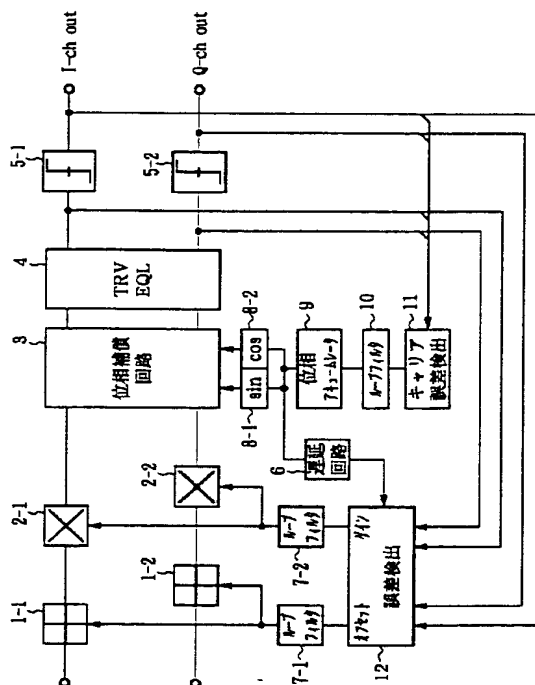 I-ch out
Q-ch out
5-1
5-2
4
TRV
EQL
3
位相補償
回路
8-2
cos
sin
8-1
9
位相
アキュームレータ
10
ループフィルタ
11
キャリア
誤差検出
6
遅延
回路
2-2
2-1
1-2
1-1
7-2
ループ
フィルタ
7-1
ループ
フィルタ
ゲイン
オフセット
誤差検出
12